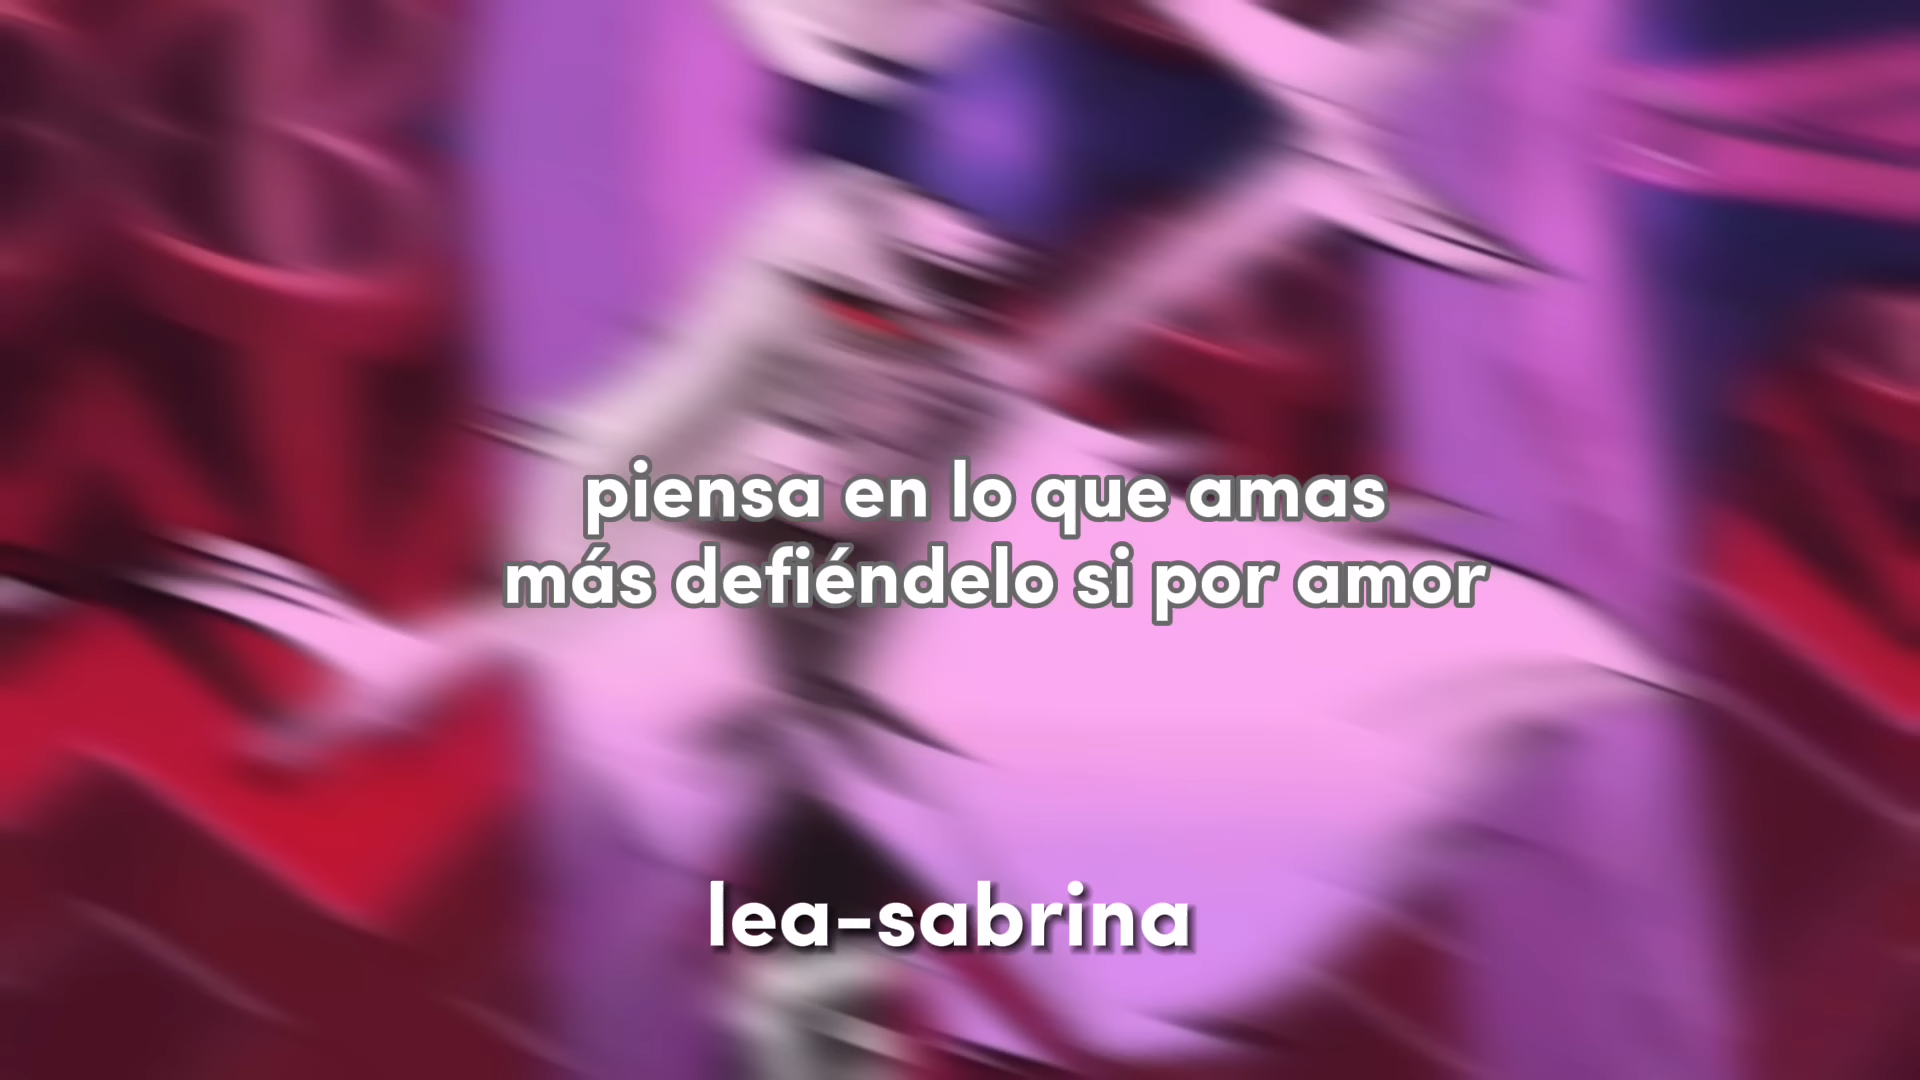 piensa en lo que amas
más defiéndelo si por amor
lea-sabrina